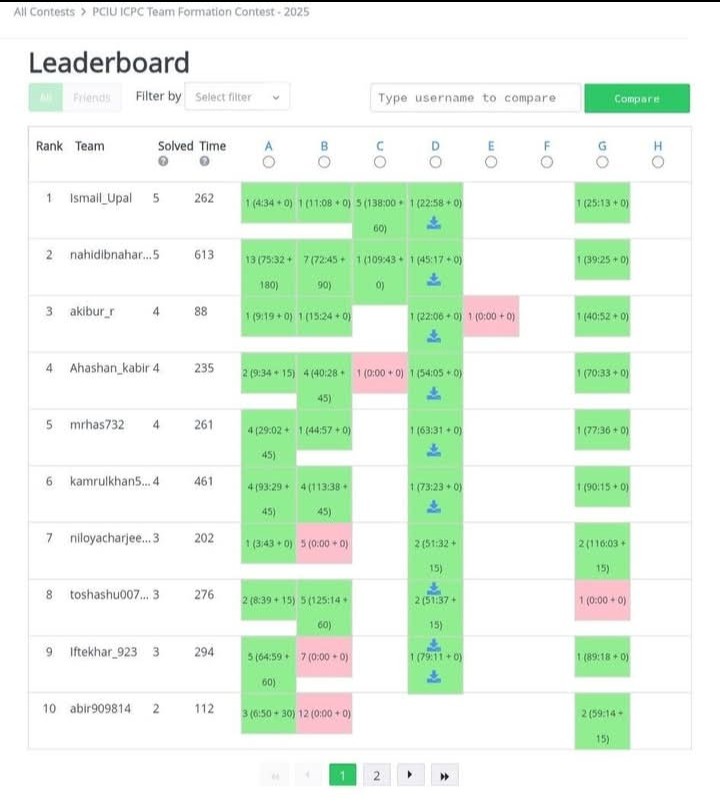 All Contests > PCIU ICPC Team Formation Contest - 2025
Leaderboard
All Friends Filter by Select filter Type username to compare Compare
Rank Team Solved Time A B C D E F G H
1 Ismail_Upal 5 262 1 (4:34 + 0) 1 (11:08 + 0) 5 (138:00 + 60) 1 (22:58 + 0) 1 (25:13 + 0)
2 nahidibnahar... 5 613 13 (75:32 + 180) 7 (72:45 + 90) 1 (109:43 + 0) 1 (45:17 + 0) 1 (39:25 + 0)
3 akibur_r 4 88 1 (9:19 + 0) 1 (15:24 + 0) 1 (22:06 + 0) 1 (0:00 + 0) 1 (40:52 + 0)
4 Ahashan_kabir 4 235 2 (9:34 + 15) 4 (40:28 + 45) 1 (0:00 + 0) 1 (54:05 + 0) 1 (70:33 + 0)
5 mrhas732 4 261 4 (29:02 + 45) 1 (44:57 + 0) 1 (63:31 + 0) 1 (77:36 + 0)
6 kamrulkhan5... 4 461 4 (93:29 + 45) 4 (113:38 + 45) 1 (73:23 + 0) 1 (90:15 + 0)
7 niloyacharjee... 3 202 1 (3:43 + 0) 5 (0:00 + 0) 2 (51:32 + 15) 2 (116:03 + 15)
8 toshashu007... 3 276 2 (8:39 + 15) 5 (125:14 + 60) 2 (51:37 + 15) 1 (0:00 + 0)
9 Iftekhar_923 3 294 5 (64:59 + 60) 7 (0:00 + 0) 1 (79:11 + 0) 1 (89:18 + 0)
10 abir909814 2 112 3 (6:50 + 30) 12 (0:00 + 0) 2 (59:14 + 15)
1 2